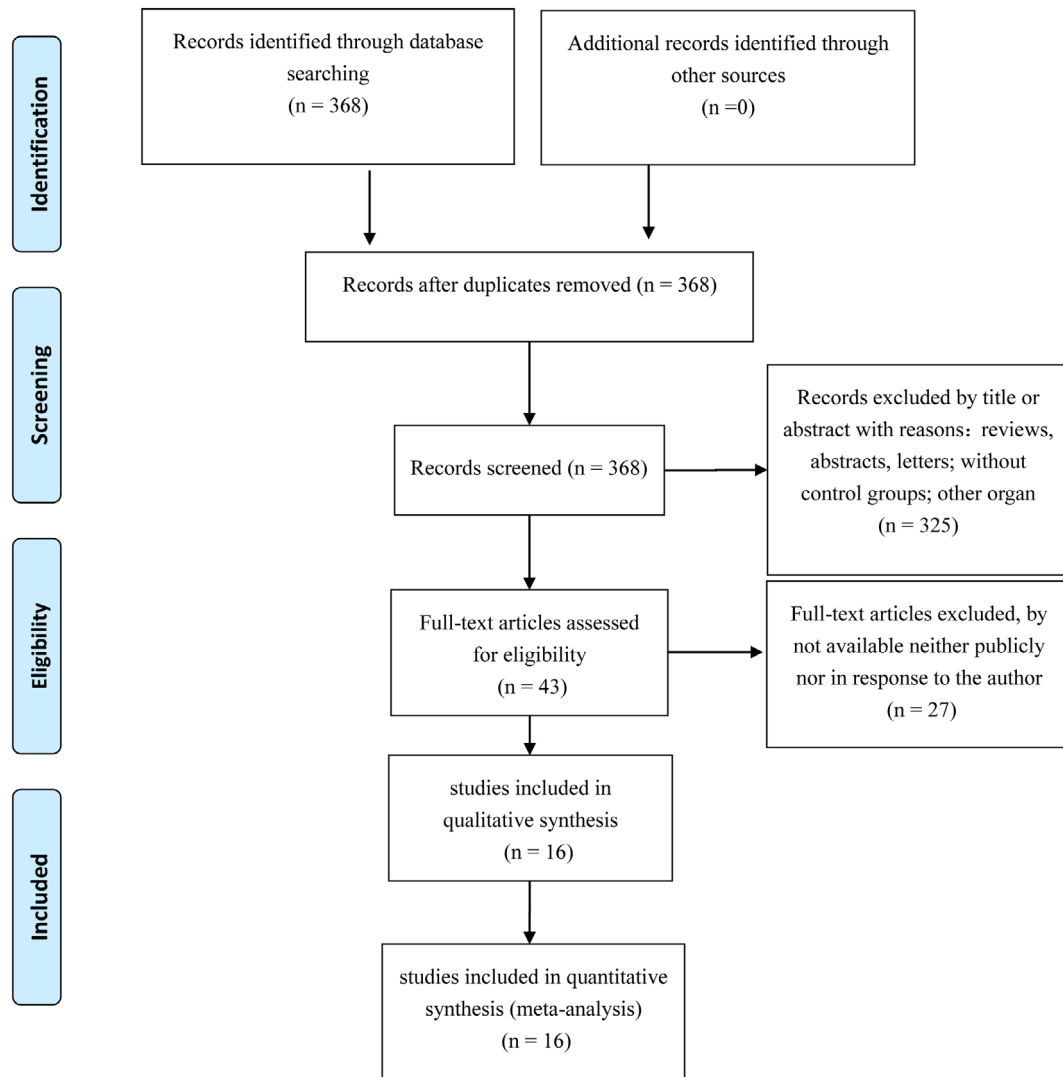 Identification
Records identified through database
searching
(n = 368)
Additional records identified through
other sources
(n =0)
Records after duplicates removed (n = 368)
Screening
Records screened (n = 368)
Records excluded by title or
abstract with reasons：reviews,
abstracts, letters; without
control groups; other organ
(n = 325)
Eligibility
Full-text articles assessed
for eligibility
(n = 43)
Full-text articles excluded, by
not available neither publicly
nor in response to the author
(n = 27)
Included
studies included in
qualitative synthesis
(n = 16)
studies included in quantitative
synthesis (meta-analysis)
(n = 16)